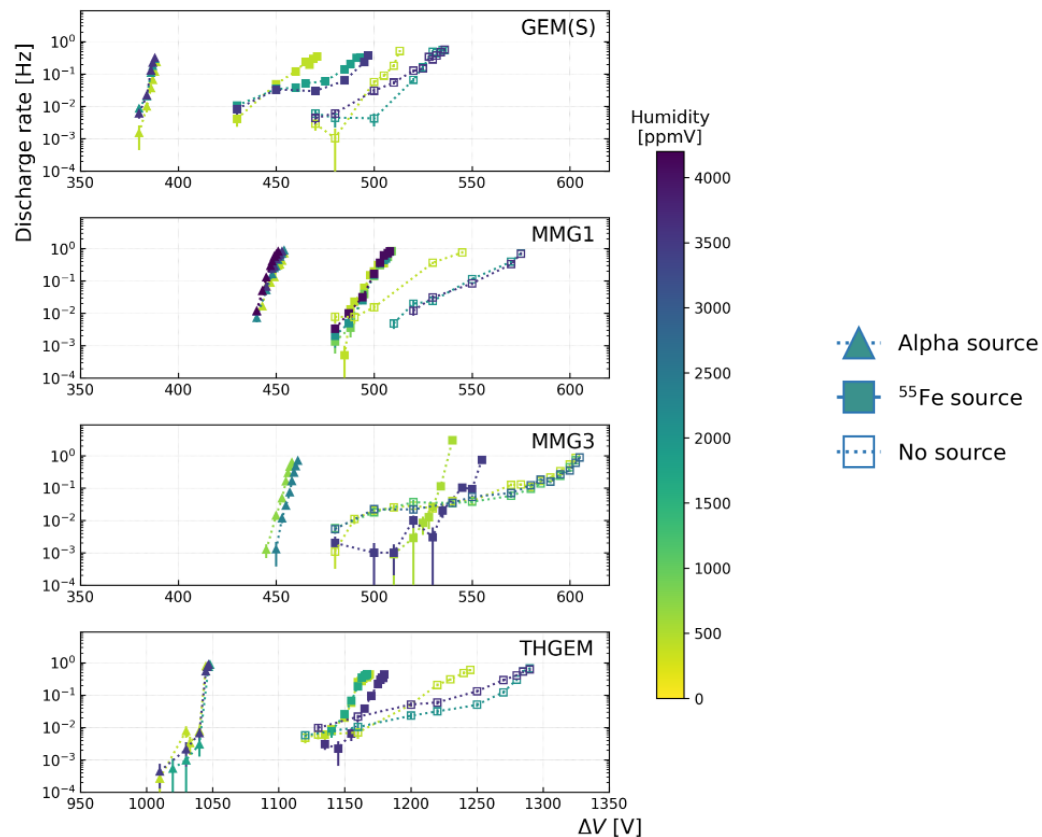 GEM(S)
10⁰
10⁻¹
10⁻²
10⁻³
10⁻⁴
350 400 450 500 550 600
Discharge rate [Hz]
MMG1
10⁰
10⁻¹
10⁻²
10⁻³
10⁻⁴
350 400 450 500 550 600
MMG3
10⁰
10⁻¹
10⁻²
10⁻³
10⁻⁴
350 400 450 500 550 600
THGEM
10⁰
10⁻¹
10⁻²
10⁻³
10⁻⁴
950 1000 1050 1100 1150 1200 1250 1300 1350
ΔV [V]
Humidity
[ppmV]
4000
3500
3000
2500
2000
1500
1000
500
0
Alpha source
⁵⁵Fe source
No source